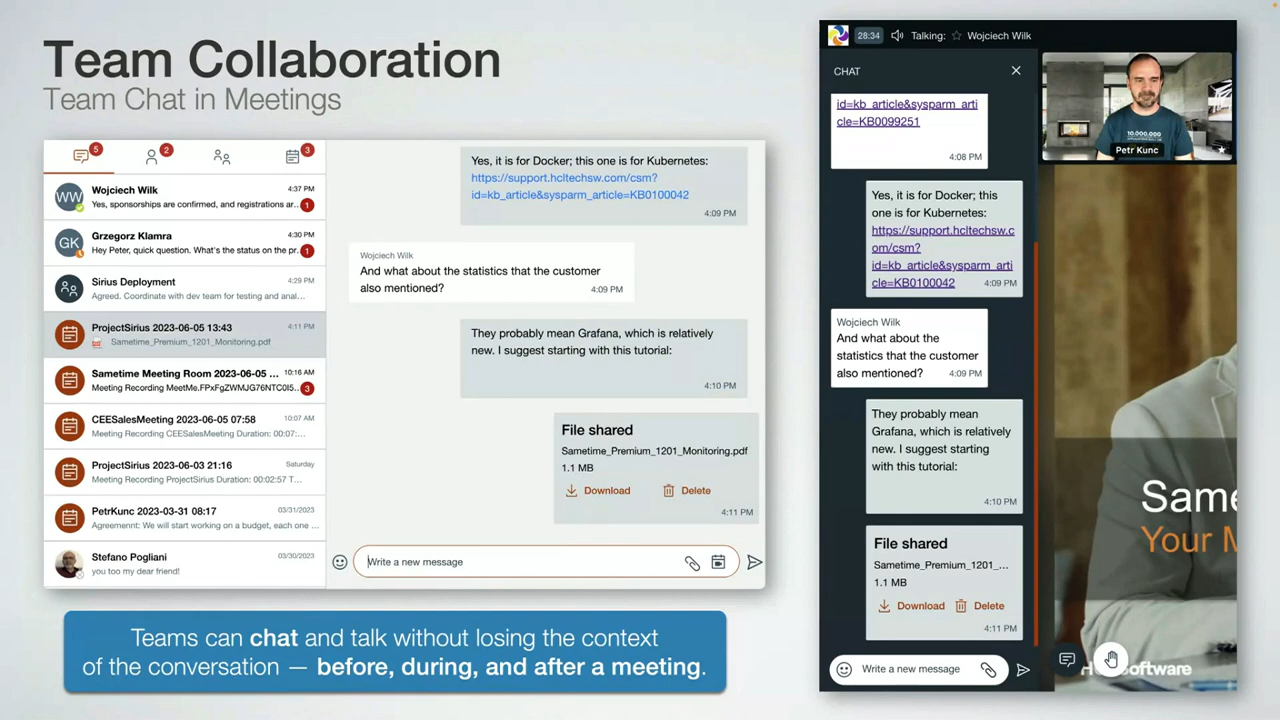 Team Collaboration
Team Chat in Meetings
5
2
3
WW
Wojciech Wilk
4:37 PM
Yes, sponsorships are confirmed, and registrations ar...
1
GK
Grzegorz Klamra
4:30 PM
Hey Peter, quick question. What's the status on the pr...
1
Sirius Deployment
4:29 PM
Agreed. Coordinate with dev team for testing and anal...
ProjectSirius 2023-06-05 13:43
4:11 PM
Sametime_Premium_1201_Monitoring.pdf
Sametime Meeting Room 2023-06-05 ...
10:16 AM
Meeting Recording MeetMe.FPxFgZWMJG76NTC0I5...
3
CEESalesMeeting 2023-06-05 07:58
10:07 AM
Meeting Recording CEESalesMeeting Duration: 00:07:...
ProjectSirius 2023-06-03 21:16
Saturday
Meeting Recording ProjectSirius Duration: 00:02:57 T...
PetrKunc 2023-03-31 08:17
03/31/2023
Agreemennt: We will start working on a budget, each one ...
Stefano Pogliani
03/30/2023
you too my dear friend!
Yes, it is for Docker; this one is for Kubernetes:
https://support.hcltechsw.com/csm?
id=kb_article&sysparm_article=KB0100042
4:09 PM
Wojciech Wilk
And what about the statistics that the customer
also mentioned?
4:09 PM
They probably mean Grafana, which is relatively
new. I suggest starting with this tutorial:
4:10 PM
File shared
Sametime_Premium_1201_Monitoring.pdf
1.1 MB
Download
Delete
4:11 PM
Write a new message
Teams can chat and talk without losing the context
of the conversation — before, during, and after a meeting.
28:34
Talking:
Wojciech Wilk
CHAT
id=kb_article&sysparm_arti
cle=KB0099251
4:08 PM
Yes, it is for Docker; this
one is for Kubernetes:
https://support.hcltechsw.c
om/csm?
id=kb_article&sysparm_arti
cle=KB0100042
4:09 PM
Wojciech Wilk
And what about the
statistics that the customer
also mentioned?
4:09 PM
They probably mean
Grafana, which is relatively
new. I suggest starting
with this tutorial:
4:10 PM
File shared
Sametime_Premium_1201_...
1.1 MB
Download
Delete
4:11 PM
Write a new message
10.000.000
Petr Kunc
Same
Your M
Software